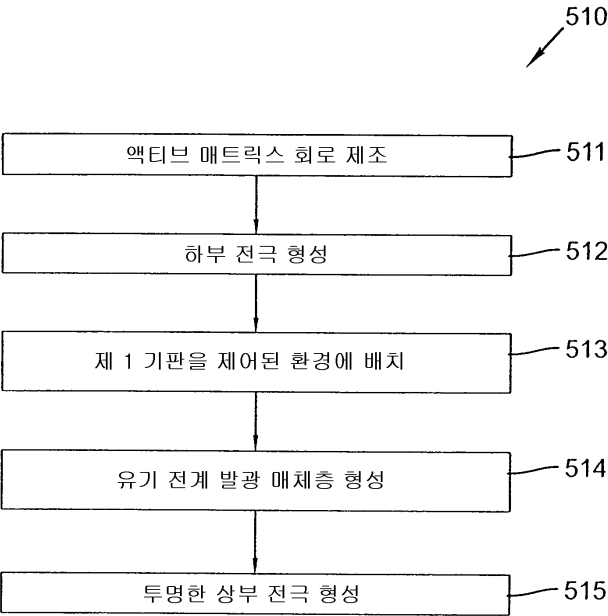 510
액티브 매트릭스 회로 제조 511
하부 전극 형성 512
제 1 기판을 제어된 환경에 배치 513
유기 전계 발광 매체층 형성 514
투명한 상부 전극 형성 515